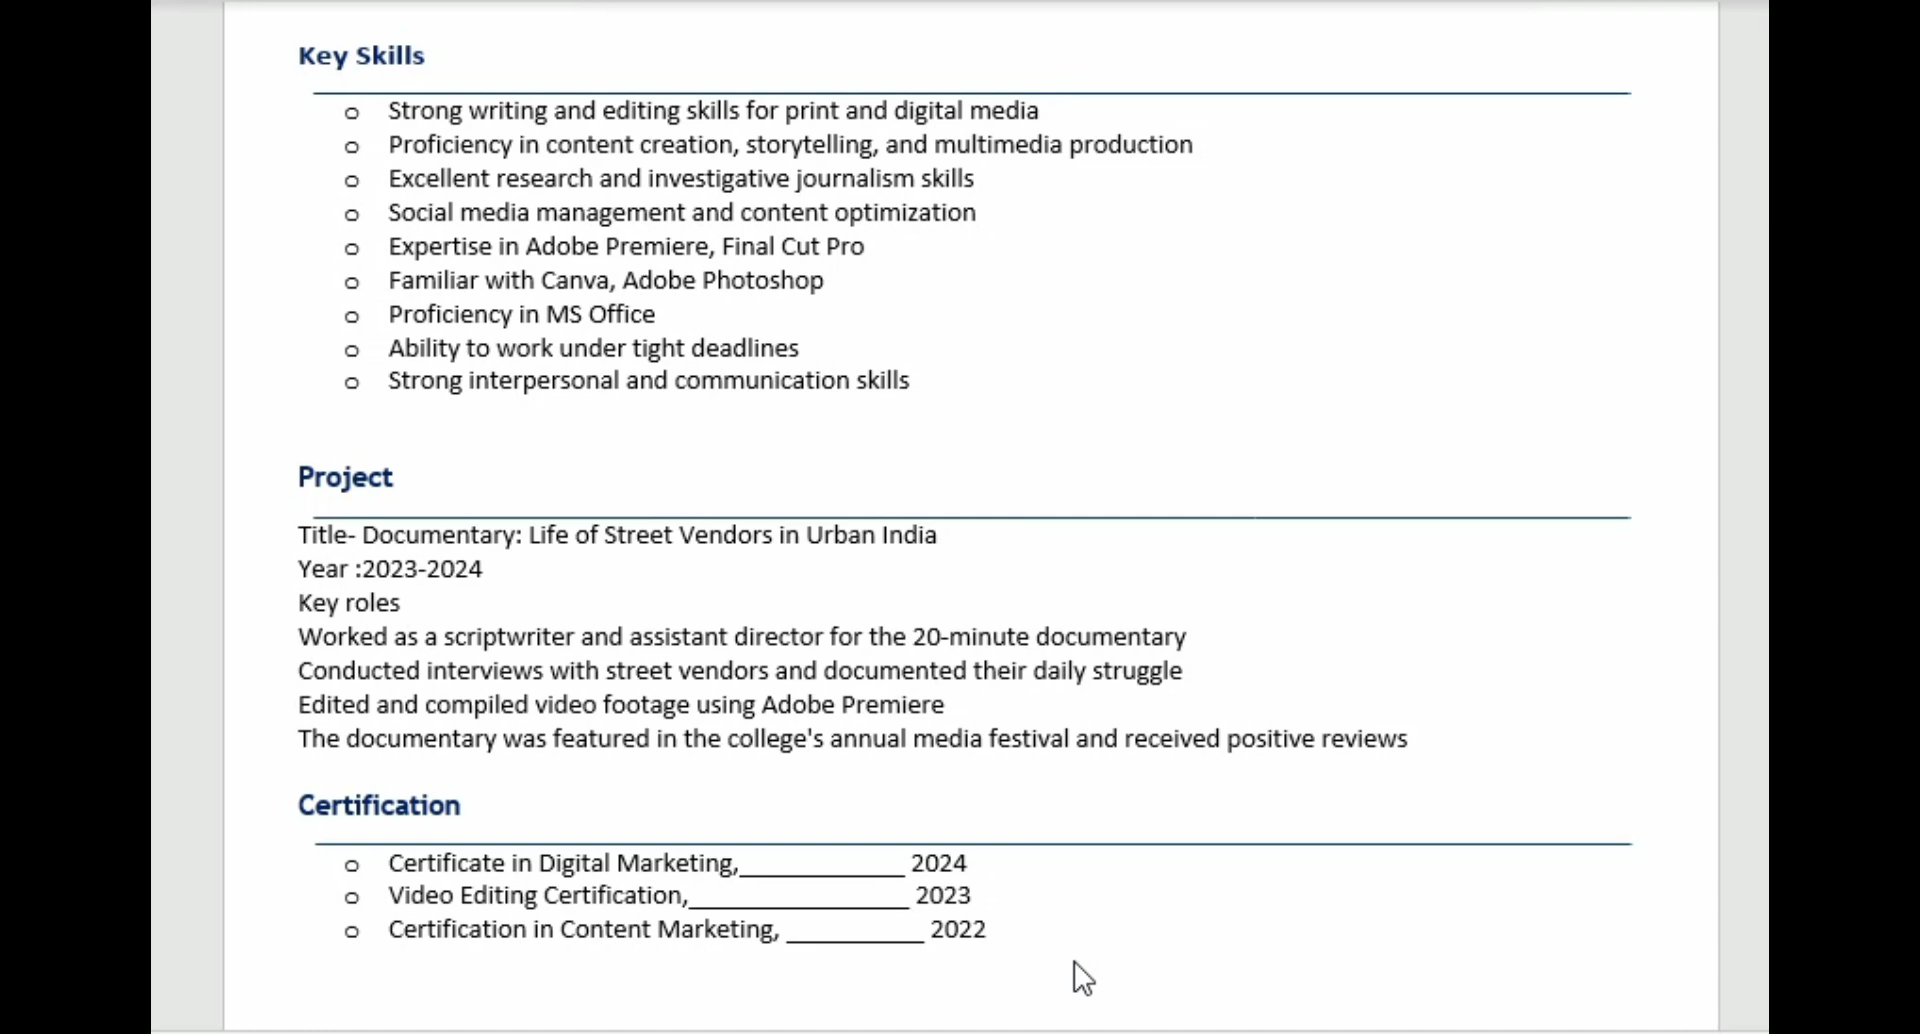 Key Skills
o Strong writing and editing skills for print and digital media
o Proficiency in content creation, storytelling, and multimedia production
o Excellent research and investigative journalism skills
o Social media management and content optimization
o Expertise in Adobe Premiere, Final Cut Pro
o Familiar with Canva, Adobe Photoshop
o Proficiency in MS Office
o Ability to work under tight deadlines
o Strong interpersonal and communication skills
Project
Title- Documentary: Life of Street Vendors in Urban India
Year :2023-2024
Key roles
Worked as a scriptwriter and assistant director for the 20-minute documentary
Conducted interviews with street vendors and documented their daily struggle
Edited and compiled video footage using Adobe Premiere
The documentary was featured in the college's annual media festival and received positive reviews
Certification
o Certificate in Digital Marketing,____________ 2024
o Video Editing Certification,________________ 2023
o Certification in Content Marketing, __________ 2022